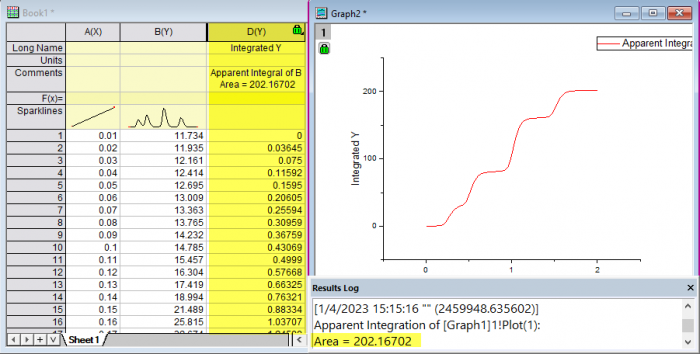 Book1 *
A(X) B(Y) D(Y)
Long Name Integrated Y
Units
Comments Apparent Integral of B
Area = 202.16702
F(x)=
Sparklines
1 0.01 11.734 0
2 0.02 11.935 0.03645
3 0.03 12.161 0.075
4 0.04 12.414 0.11592
5 0.05 12.695 0.1595
6 0.06 13.009 0.20605
7 0.07 13.363 0.25594
8 0.08 13.765 0.30959
9 0.09 14.232 0.36759
10 0.1 14.785 0.43069
11 0.11 15.457 0.4999
12 0.12 16.304 0.57668
13 0.13 17.419 0.66325
14 0.14 18.994 0.76321
15 0.15 21.489 0.88334
16 0.16 25.815 1.03707
Sheet1
Graph2 *
1
Apparent Integra
Integrated Y
200
100
0
0 1 2
Results Log
[1/4/2023 15:15:16 "" (2459948.635602)]
Apparent Integration of [Graph1]1!Plot(1):
Area = 202.16702